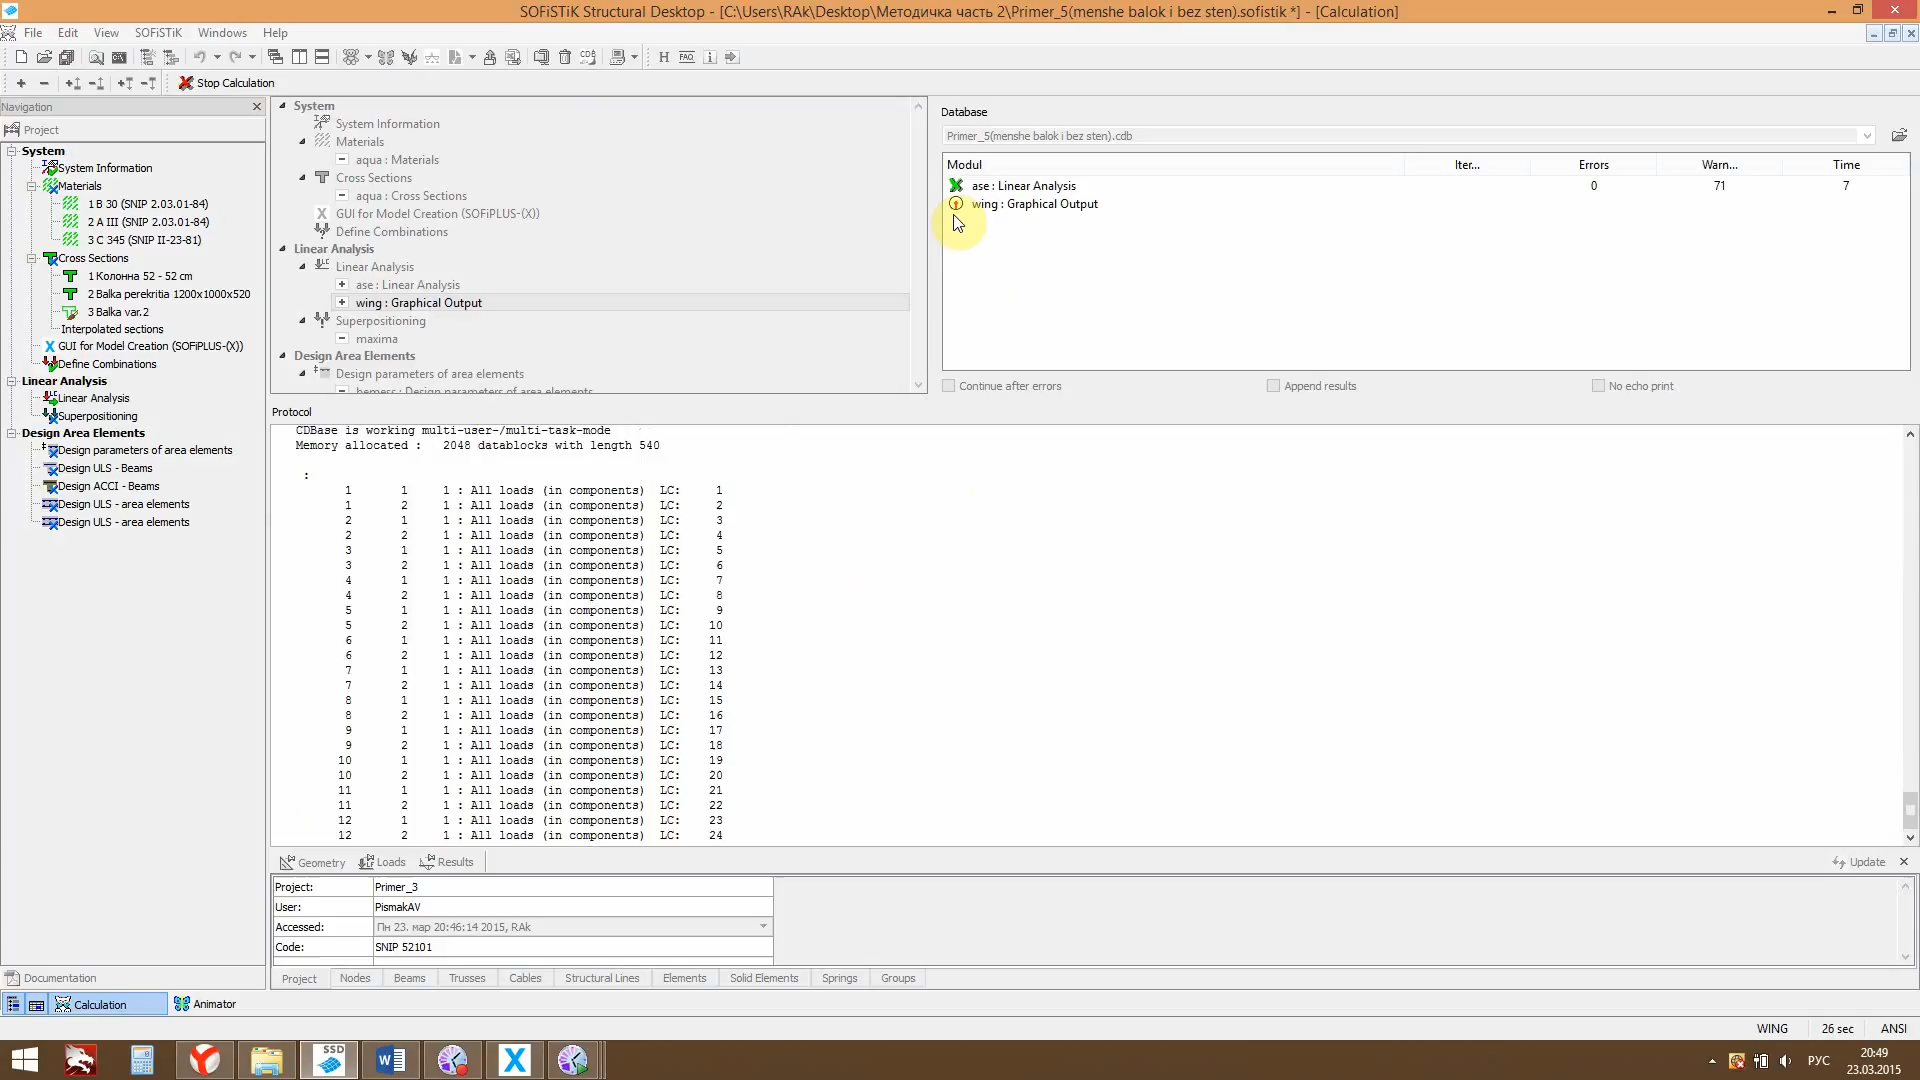 SOFiSTiK Structural Desktop - [C:\Users\RAk\Desktop\Методичка часть 2\Primer_5(menshe balok i bez sten).sofistik *] - [Calculation]
File Edit View SOFiSTiK Windows Help
Stop Calculation
Navigation
Project
System
System Information
Materials
1 B 30 (SNIP 2.03.01-84)
2 A III (SNIP 2.03.01-84)
3 C 345 (SNIP II-23-81)
Cross Sections
1 Колонна 52 - 52 cm
2 Balka perekritia 1200x1000x520
3 Balka var.2
Interpolated sections
GUI for Model Creation (SOFiPLUS-(X))
Define Combinations
Linear Analysis
Linear Analysis
Superpositioning
Design Area Elements
Design parameters of area elements
Design ULS - Beams
Design ACCI - Beams
Design ULS - area elements
Design ULS - area elements
Documentation
System
System Information
Materials
aqua : Materials
Cross Sections
aqua : Cross Sections
GUI for Model Creation (SOFiPLUS-(X))
Define Combinations
Linear Analysis
Linear Analysis
ase : Linear Analysis
wing : Graphical Output
Superpositioning
maxima
Design Area Elements
Design parameters of area elements
bemess : Design parameters of area elements
Database
Primer_5(menshe balok i bez sten).cdb
Modul Iter... Errors Warn... Time
ase : Linear Analysis 0 71 7
wing : Graphical Output
Continue after errors Append results No echo print
Protocol
CDBase is working multi-user-/multi-task-mode
Memory allocated : 2048 datablocks with length 540
:
1 1 1 : All loads (in components) LC: 1
1 2 1 : All loads (in components) LC: 2
2 1 1 : All loads (in components) LC: 3
2 2 1 : All loads (in components) LC: 4
3 1 1 : All loads (in components) LC: 5
3 2 1 : All loads (in components) LC: 6
4 1 1 : All loads (in components) LC: 7
4 2 1 : All loads (in components) LC: 8
5 1 1 : All loads (in components) LC: 9
5 2 1 : All loads (in components) LC: 10
6 1 1 : All loads (in components) LC: 11
6 2 1 : All loads (in components) LC: 12
7 1 1 : All loads (in components) LC: 13
7 2 1 : All loads (in components) LC: 14
8 1 1 : All loads (in components) LC: 15
8 2 1 : All loads (in components) LC: 16
9 1 1 : All loads (in components) LC: 17
9 2 1 : All loads (in components) LC: 18
10 1 1 : All loads (in components) LC: 19
10 2 1 : All loads (in components) LC: 20
11 1 1 : All loads (in components) LC: 21
11 2 1 : All loads (in components) LC: 22
12 1 1 : All loads (in components) LC: 23
12 2 1 : All loads (in components) LC: 24
Geometry Loads Results Update
Project: Primer_3
User: PismakAV
Accessed: Пн 23. мар 20:46:14 2015, RAk
Code: SNIP 52101
Project Nodes Beams Trusses Cables Structural Lines Elements Solid Elements Springs Groups
Calculation Animator
WING 26 sec ANSI
SSD
РУС
20:49
23.03.2015